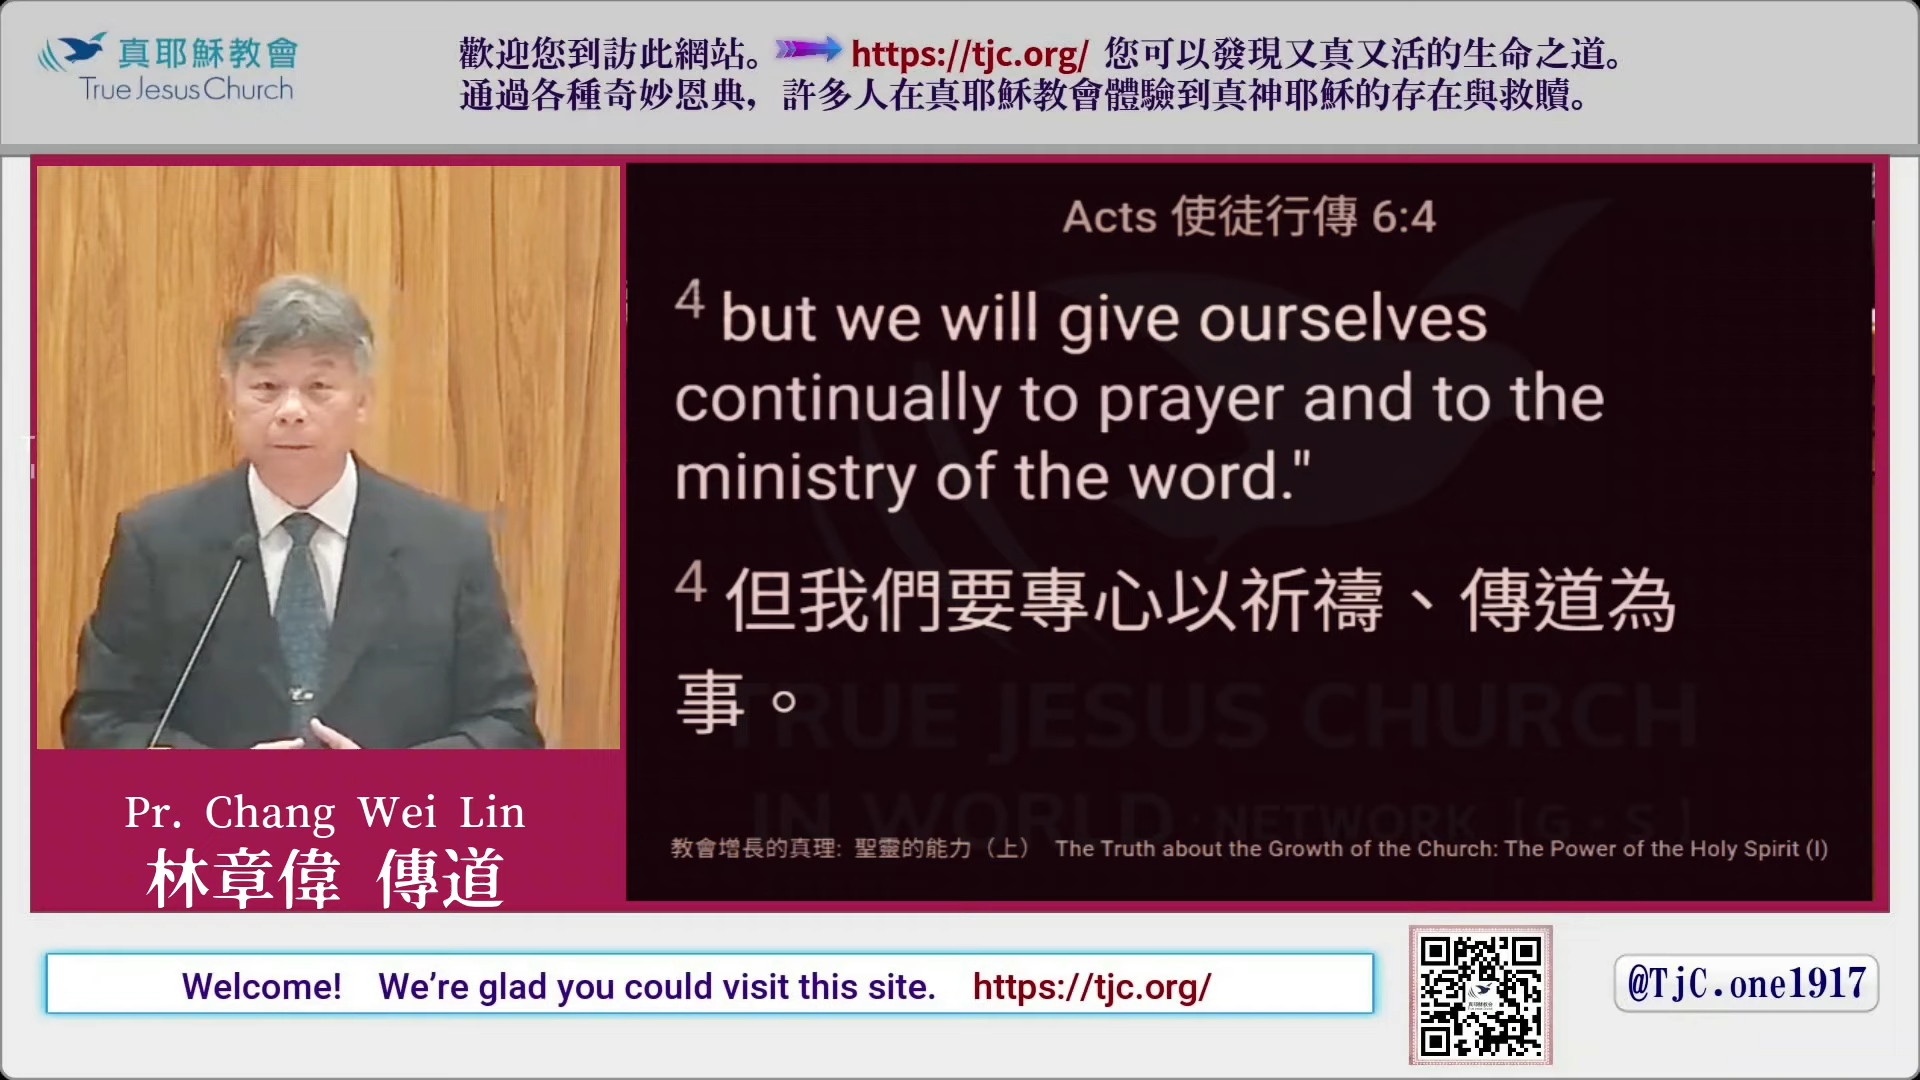 真耶穌教會
True Jesus Church
歡迎您到訪此網站。 https://tjc.org/ 您可以發現又真又活的生命之道。
通過各種奇妙恩典，許多人在真耶穌教會體驗到真神耶穌的存在與救贖。
Acts 使徒行傳 6:4
4 but we will give ourselves
continually to prayer and to the
ministry of the word."
4 但我們要專心以祈禱、傳道為
事。
TRUE JESUS CHURCH
IN WORLD·NETWORK [G·S]
教會增長的真理: 聖靈的能力（上） The Truth about the Growth of the Church: The Power of the Holy Spirit (I)
Pr. Chang Wei Lin
林章偉 傳道
Welcome! We’re glad you could visit this site. https://tjc.org/
@TjC.one1917